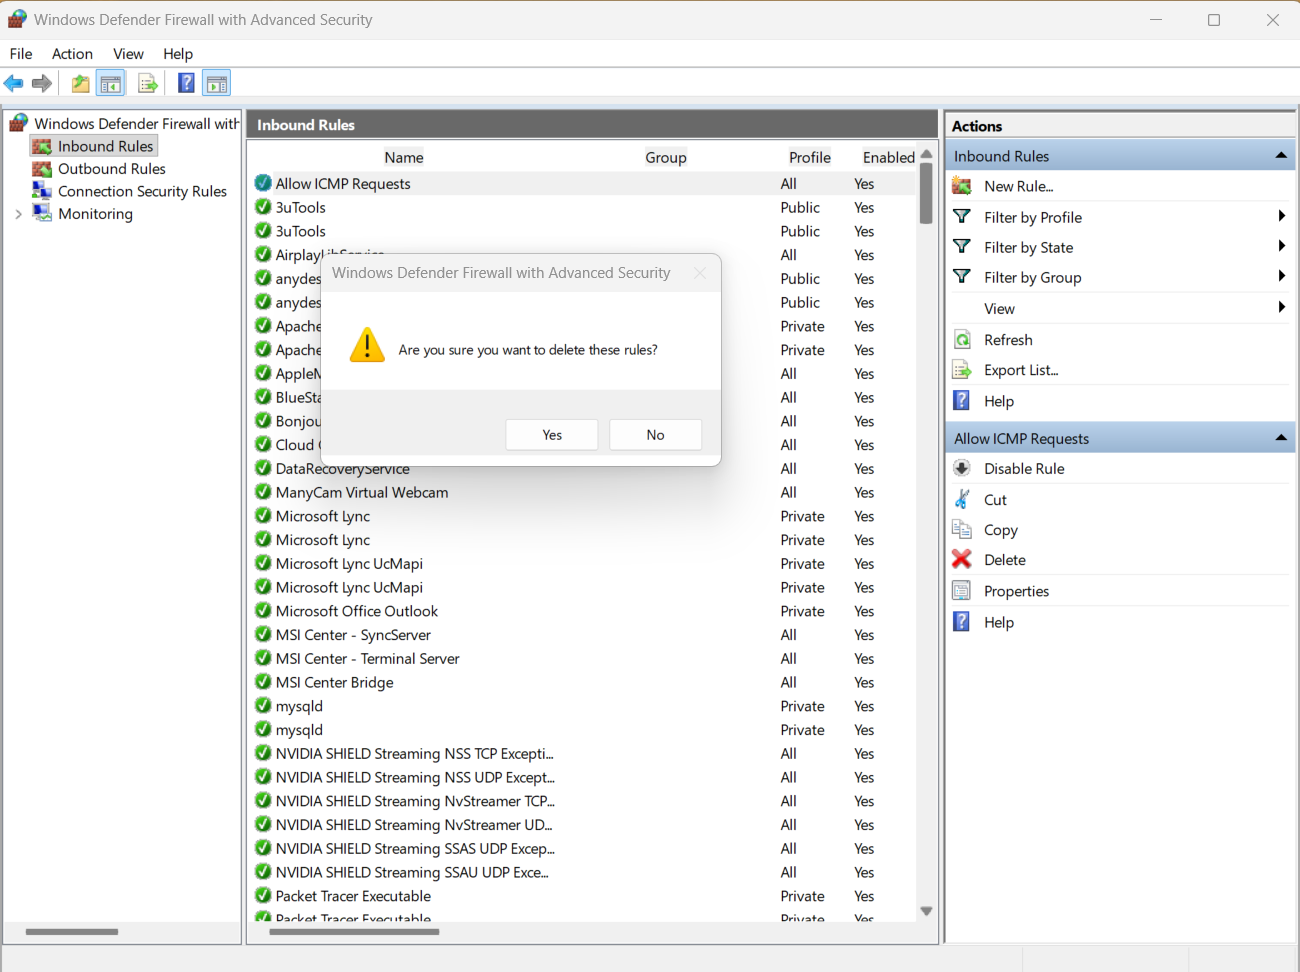 Windows Defender Firewall with Advanced Security
File Action View Help
Windows Defender Firewall with
Inbound Rules
Outbound Rules
Connection Security Rules
Monitoring
Inbound Rules
Name Group Profile Enabled
Allow ICMP Requests All Yes
3uTools Public Yes
3uTools Public Yes
AirplayLibService All Yes
anydes Public Yes
anydes Public Yes
Apache Private Yes
Apache Private Yes
AppleM All Yes
BlueSta All Yes
Bonjou All Yes
Cloud All Yes
DataRecoveryService All Yes
ManyCam Virtual Webcam All Yes
Microsoft Lync Private Yes
Microsoft Lync Private Yes
Microsoft Lync UcMapi Private Yes
Microsoft Lync UcMapi Private Yes
Microsoft Office Outlook Private Yes
MSI Center - SyncServer All Yes
MSI Center - Terminal Server All Yes
MSI Center Bridge All Yes
mysqld Private Yes
mysqld Private Yes
NVIDIA SHIELD Streaming NSS TCP Excepti... All Yes
NVIDIA SHIELD Streaming NSS UDP Except... All Yes
NVIDIA SHIELD Streaming NvStreamer TCP... All Yes
NVIDIA SHIELD Streaming NvStreamer UD... All Yes
NVIDIA SHIELD Streaming SSAS UDP Excep... All Yes
NVIDIA SHIELD Streaming SSAU UDP Exce... All Yes
Packet Tracer Executable Private Yes
Packet Tracer Executable Private Yes
Windows Defender Firewall with Advanced Security
Are you sure you want to delete these rules?
Yes No
Actions
Inbound Rules
New Rule...
Filter by Profile
Filter by State
Filter by Group
View
Refresh
Export List...
Help
Allow ICMP Requests
Disable Rule
Cut
Copy
Delete
Properties
Help